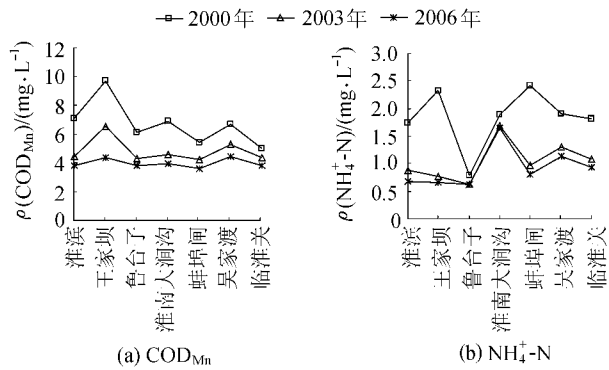 2000年 2003年 2006年
ρ(COD_Mn)/(mg·L⁻¹)
12
10
8
6
4
2
0
淮滨
王家坝
鲁台子
淮南大涧沟
蚌埠闸
吴家渡
临淮关
(a) COD_Mn
ρ(NH₄⁺-N)/(mg·L⁻¹)
3.0
2.5
2.0
1.5
1.0
0.5
0
淮滨
王家坝
鲁台子
淮南大涧沟
蚌埠闸
吴家渡
临淮关
(b) NH₄⁺-N